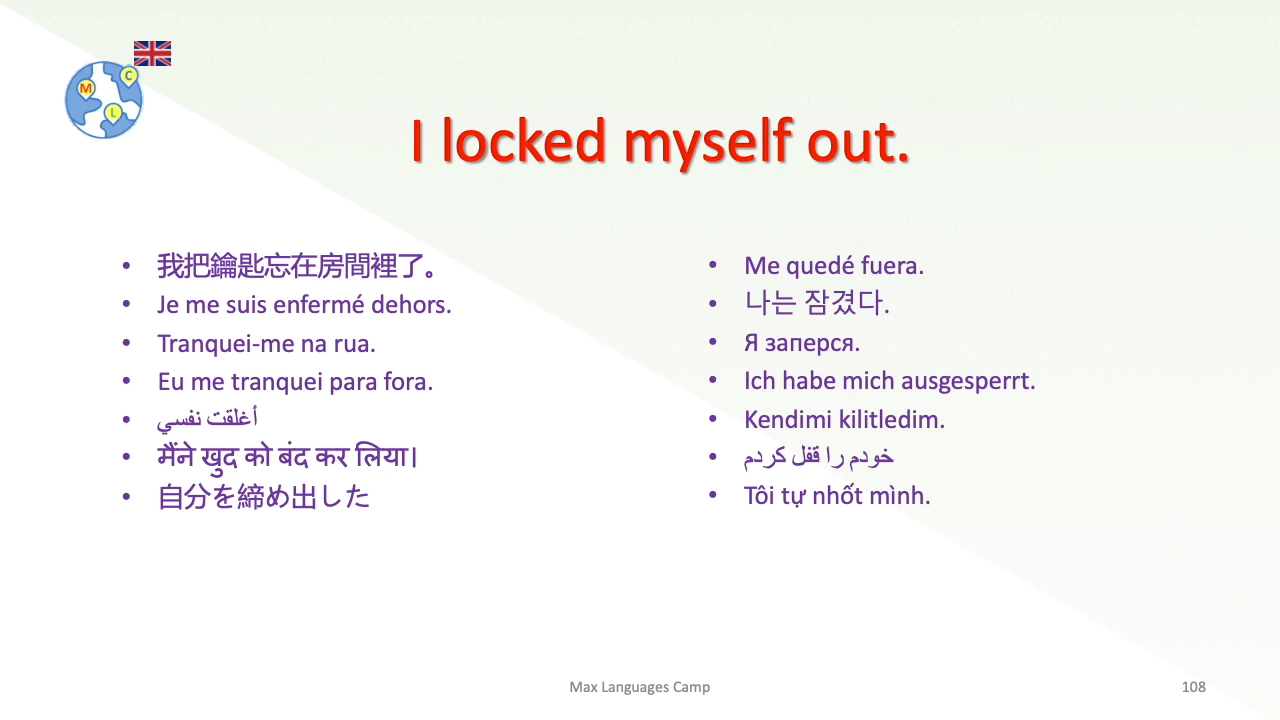 M
C
L
I locked myself out.
• 我把鑰匙忘在房間裡了。
• Je me suis enfermé dehors.
• Tranquei-me na rua.
• Eu me tranquei para fora.
• أغلقت نفسي
• मैंने खुद को बंद कर लिया।
• 自分を締め出した
• Me quedé fuera.
• 나는 잠겼다.
• Я заперся.
• Ich habe mich ausgesperrt.
• Kendimi kilitledim.
• خودم را قفل کردم
• Tôi tự nhốt mình.
Max Languages Camp
108